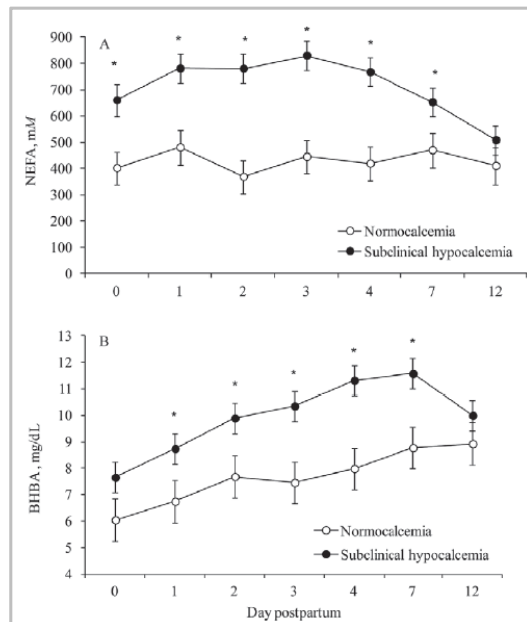 A
900
800
700
600
500
400
300
200
100
0
NEFA, mM
* * * * * *
Normocalcemia
Subclinical hypocalcemia
0 1 2 3 4 7 12
B
13
12
11
10
9
8
7
6
5
4
BHBA, mg/dL
* * * * *
Normocalcemia
Subclinical hypocalcemia
0 1 2 3 4 7 12
Day postpartum